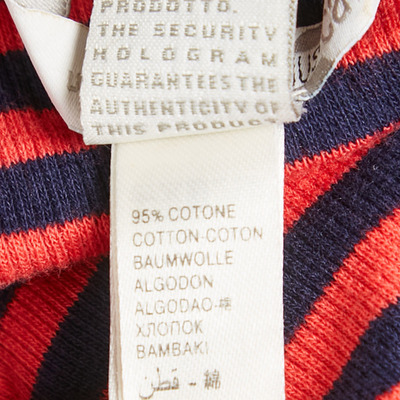 PRODOTTO.
THE SECURITY
HOLOGRAM
GUARANTEES THE
AUTHENTICITY OF
THIS PRODUCT
95% COTONE
COTTON-COTON
BAUMWOLLE
ALGODON
ALGODAO-棉
ХЛОПОК
BAMBAKI
قطن - 綿